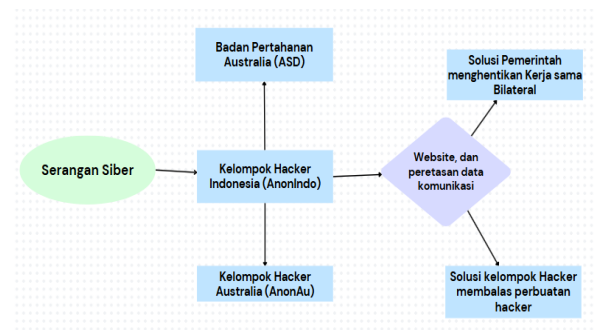 Badan Pertahanan
Australia (ASD)
Solusi Pemerintah
menghentikan Kerja sama
Bilateral
Serangan Siber
Kelompok Hacker
Indonesia (AnonIndo)
Website, dan
peretasan data
komunikasi
Kelompok Hacker
Australia (AnonAu)
Solusi kelompok Hacker
membalas perbuatan
hacker